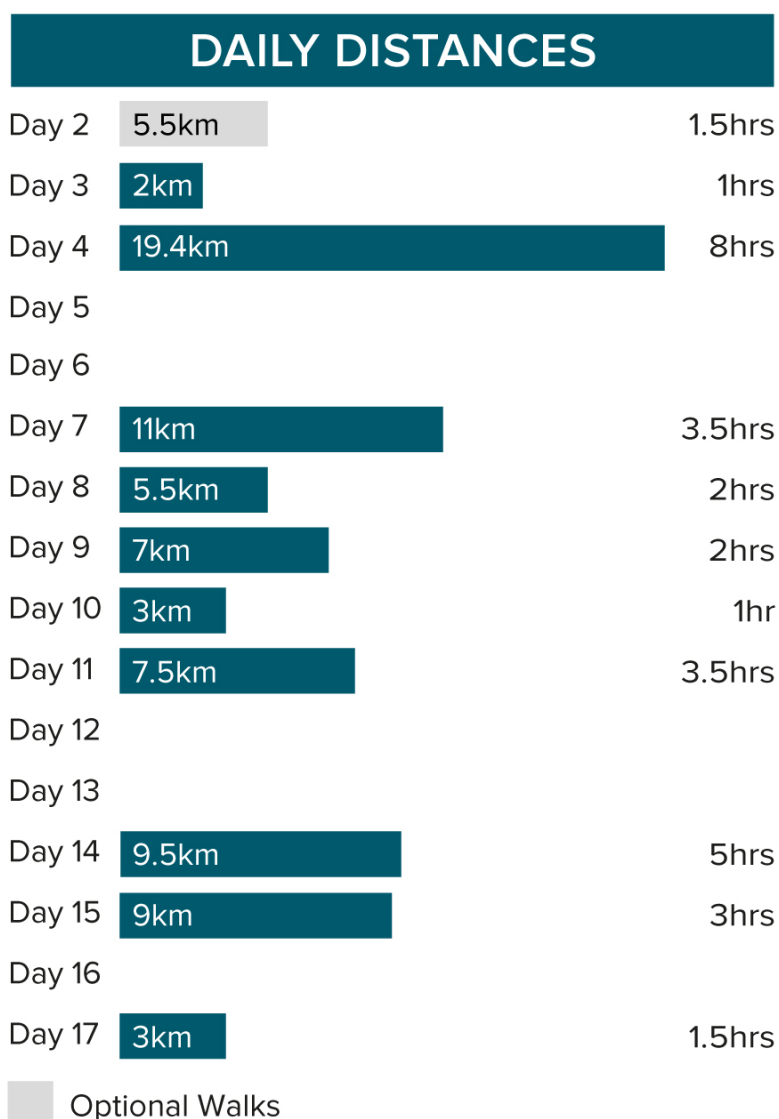 DAILY DISTANCES
Day 2 5.5km 1.5hrs
Day 3 2km 1hrs
Day 4 19.4km 8hrs
Day 5
Day 6
Day 7 11km 3.5hrs
Day 8 5.5km 2hrs
Day 9 7km 2hrs
Day 10 3km 1hr
Day 11 7.5km 3.5hrs
Day 12
Day 13
Day 14 9.5km 5hrs
Day 15 9km 3hrs
Day 16
Day 17 3km 1.5hrs
Optional Walks